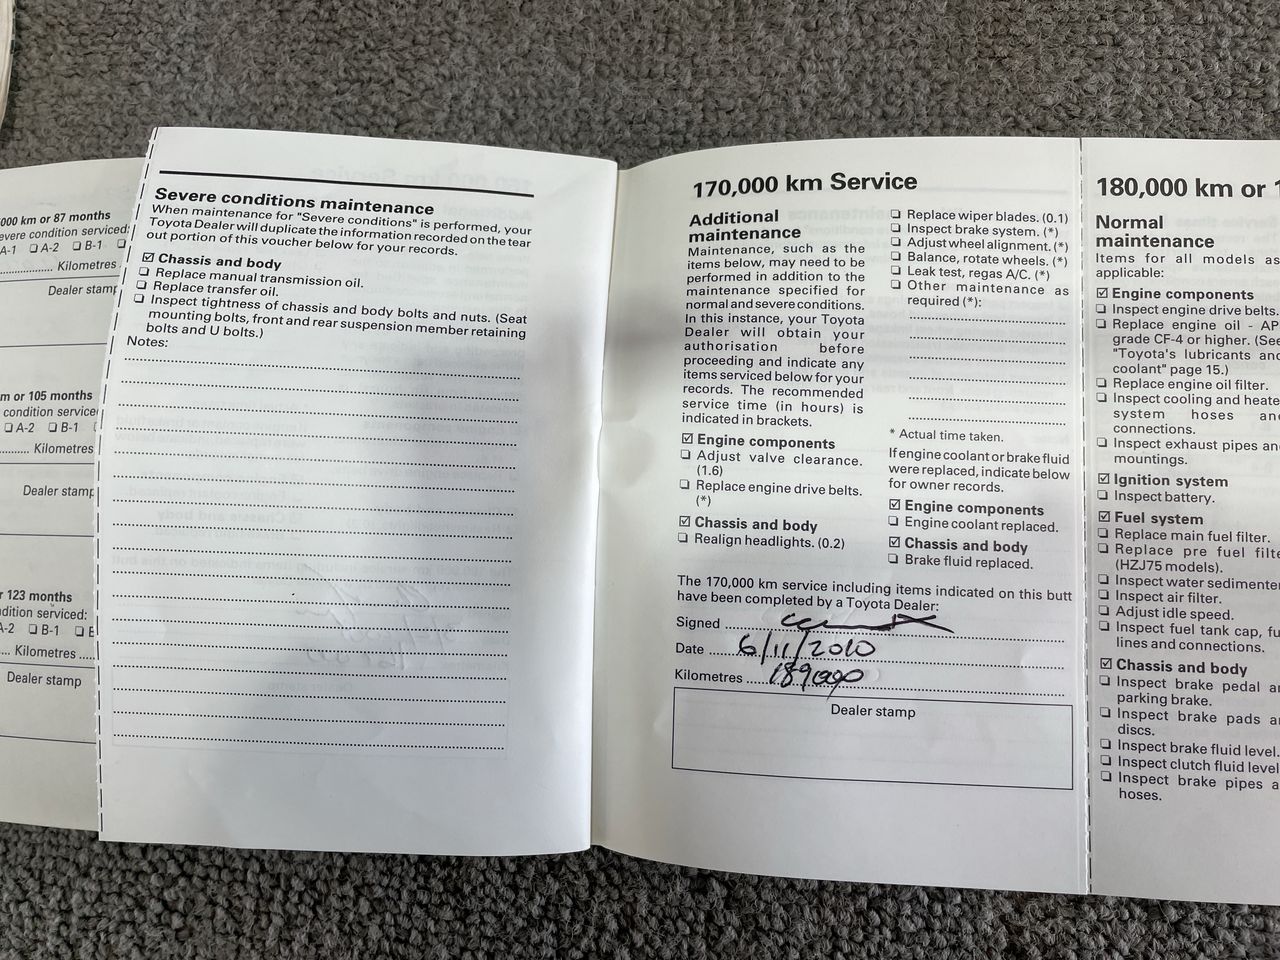 000 km or 87 months
evere condition serviced:
A-1 ❏ A-2 ❏ B-1 ❏
Kilometres
Dealer stamp
m or 105 months
condition serviced
❏ A-2 ❏ B-1
Kilometres
Dealer stamp
r 123 months
dition serviced:
A-2 ❏ B-1 ❏ B
Kilometres
Dealer stamp
Severe conditions maintenance
When maintenance for "Severe conditions" is performed, your
Toyota Dealer will duplicate the information recorded on the tear
out portion of this voucher below for your records.
☑ Chassis and body
❏ Replace manual transmission oil.
❏ Replace transfer oil.
❏ Inspect tightness of chassis and body bolts and nuts. (Seat
mounting bolts, front and rear suspension member retaining
bolts and U bolts.)
Notes:
170,000 km Service
Additional
maintenance
Maintenance, such as the
items below, may need to be
performed in addition to the
maintenance specified for
normal and severe conditions.
In this instance, your Toyota
Dealer will obtain your
authorisation before
proceeding and indicate any
items serviced below for your
records. The recommended
service time (in hours) is
indicated in brackets.
☑ Engine components
❏ Adjust valve clearance.
(1.6)
❏ Replace engine drive belts.
(*)
☑ Chassis and body
❏ Realign headlights. (0.2)
❏ Replace wiper blades. (0.1)
❏ Inspect brake system. (*)
❏ Adjust wheel alignment. (*)
❏ Balance, rotate wheels. (*)
❏ Leak test, regas A/C. (*)
❏ Other maintenance as
required (*):
* Actual time taken.
If engine coolant or brake fluid
were replaced, indicate below
for owner records.
☑ Engine components
❏ Engine coolant replaced.
☑ Chassis and body
❏ Brake fluid replaced.
The 170,000 km service including items indicated on this butt
have been completed by a Toyota Dealer:
Signed
Date 6/11/2010
Kilometres
Dealer stamp
180,000 km or 1
Normal
maintenance
Items for all models as
applicable:
☑ Engine components
❏ Inspect engine drive belts.
❏ Replace engine oil - AP
grade CF-4 or higher. (See
"Toyota's lubricants and
coolant" page 15.)
❏ Replace engine oil filter.
❏ Inspect cooling and heate
system hoses and
connections.
❏ Inspect exhaust pipes and
mountings.
☑ Ignition system
❏ Inspect battery.
☑ Fuel system
❏ Replace main fuel filter.
❏ Replace pre fuel filte
(HZJ75 models).
❏ Inspect water sedimenter
❏ Inspect air filter.
❏ Adjust idle speed.
❏ Inspect fuel tank cap, fu
lines and connections.
☑ Chassis and body
❏ Inspect brake pedal an
parking brake.
❏ Inspect brake pads an
discs.
❏ Inspect brake fluid level.
❏ Inspect clutch fluid level
❏ Inspect brake pipes a
hoses.